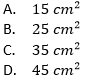 A. 15 cm²
B. 25 cm²
C. 35 cm²
D. 45 cm²